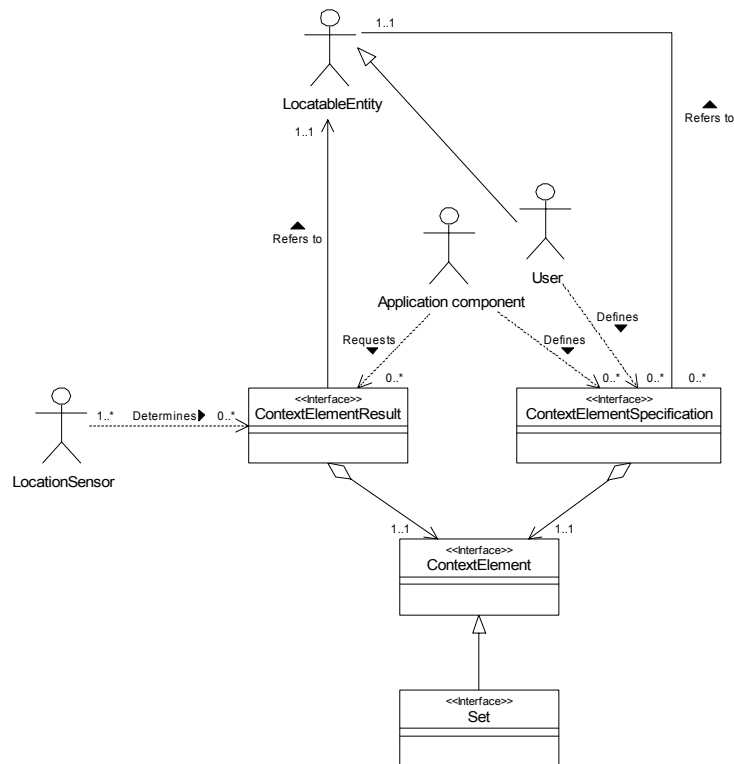 1..1
LocatableEntity
Refers to
1..1
Refers to
User
Application component
Defines
Requests
Defines
0..*
0..*
0..*
0..*
<<Interface>>
ContextElementResult
<<Interface>>
ContextElementSpecification
1..*
Determines
0..*
LocationSensor
1..1
1..1
<<Interface>>
ContextElement
<<Interface>>
Set